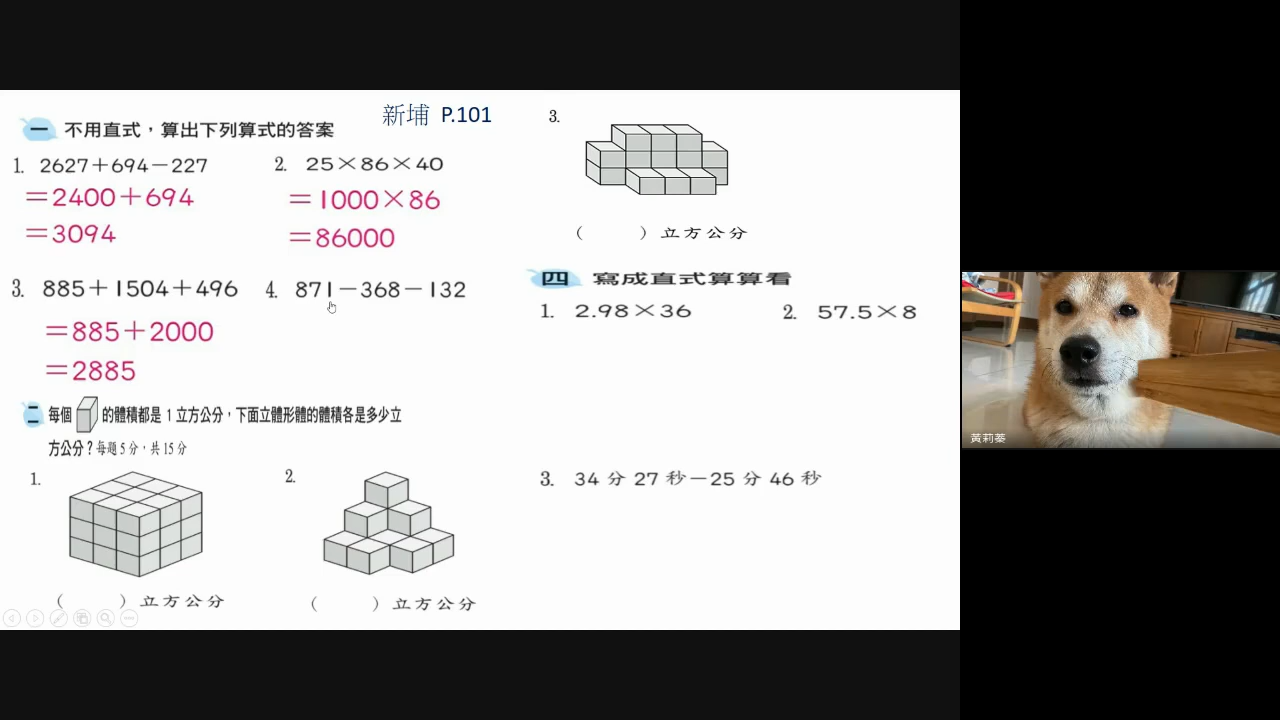 新埔 P.101
一 不用直式，算出下列算式的答案
1. 2627＋694－227
＝2400＋694
＝3094
2. 25×86×40
＝1000×86
＝86000
3. 885＋1504＋496
＝885＋2000
＝2885
4. 871－368－132
二 每個的體積都是 1 立方公分，下面立體形體的體積各是多少立
方公分？每題 5 分，共 15 分
1.
( ) 立方公分
2.
( ) 立方公分
3.
( ) 立方公分
四 寫成直式算算看
1. 2.98×36
2. 57.5×8
3. 34 分 27 秒－25 分 46 秒
黃莉蓁